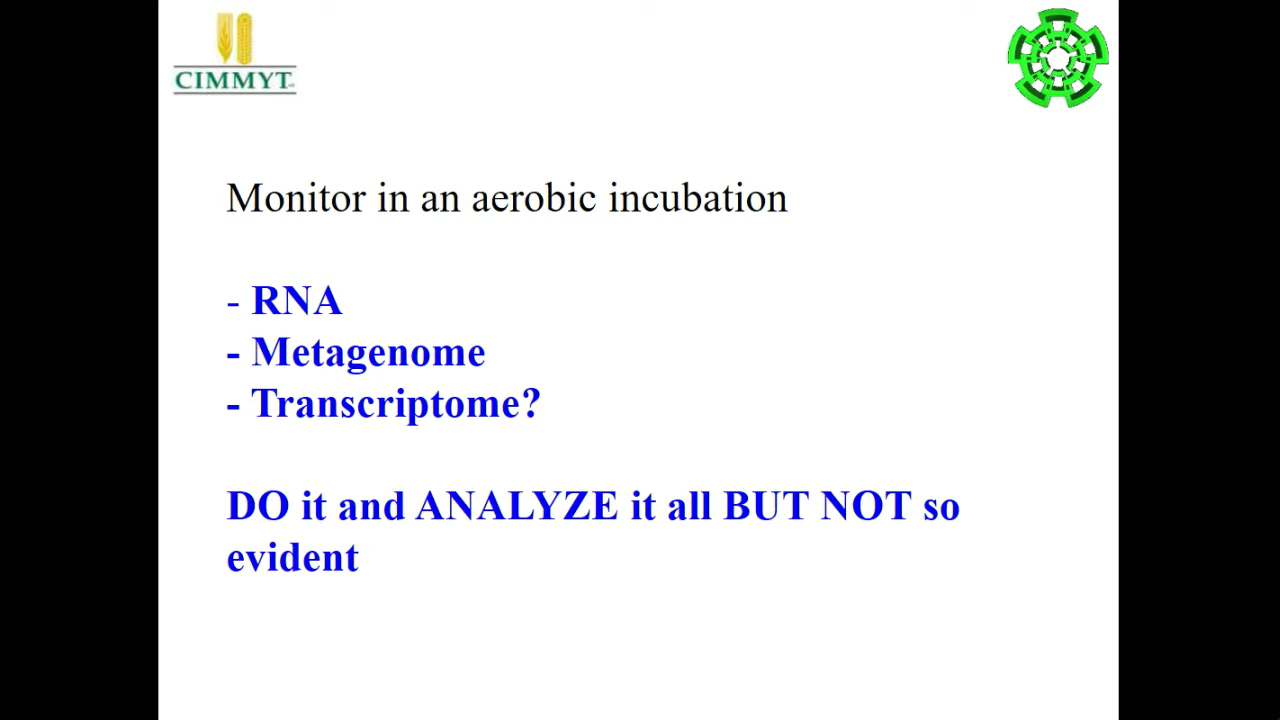 CIMMYT
Monitor in an aerobic incubation
- RNA
- Metagenome
- Transcriptome?
DO it and ANALYZE it all BUT NOT so
evident